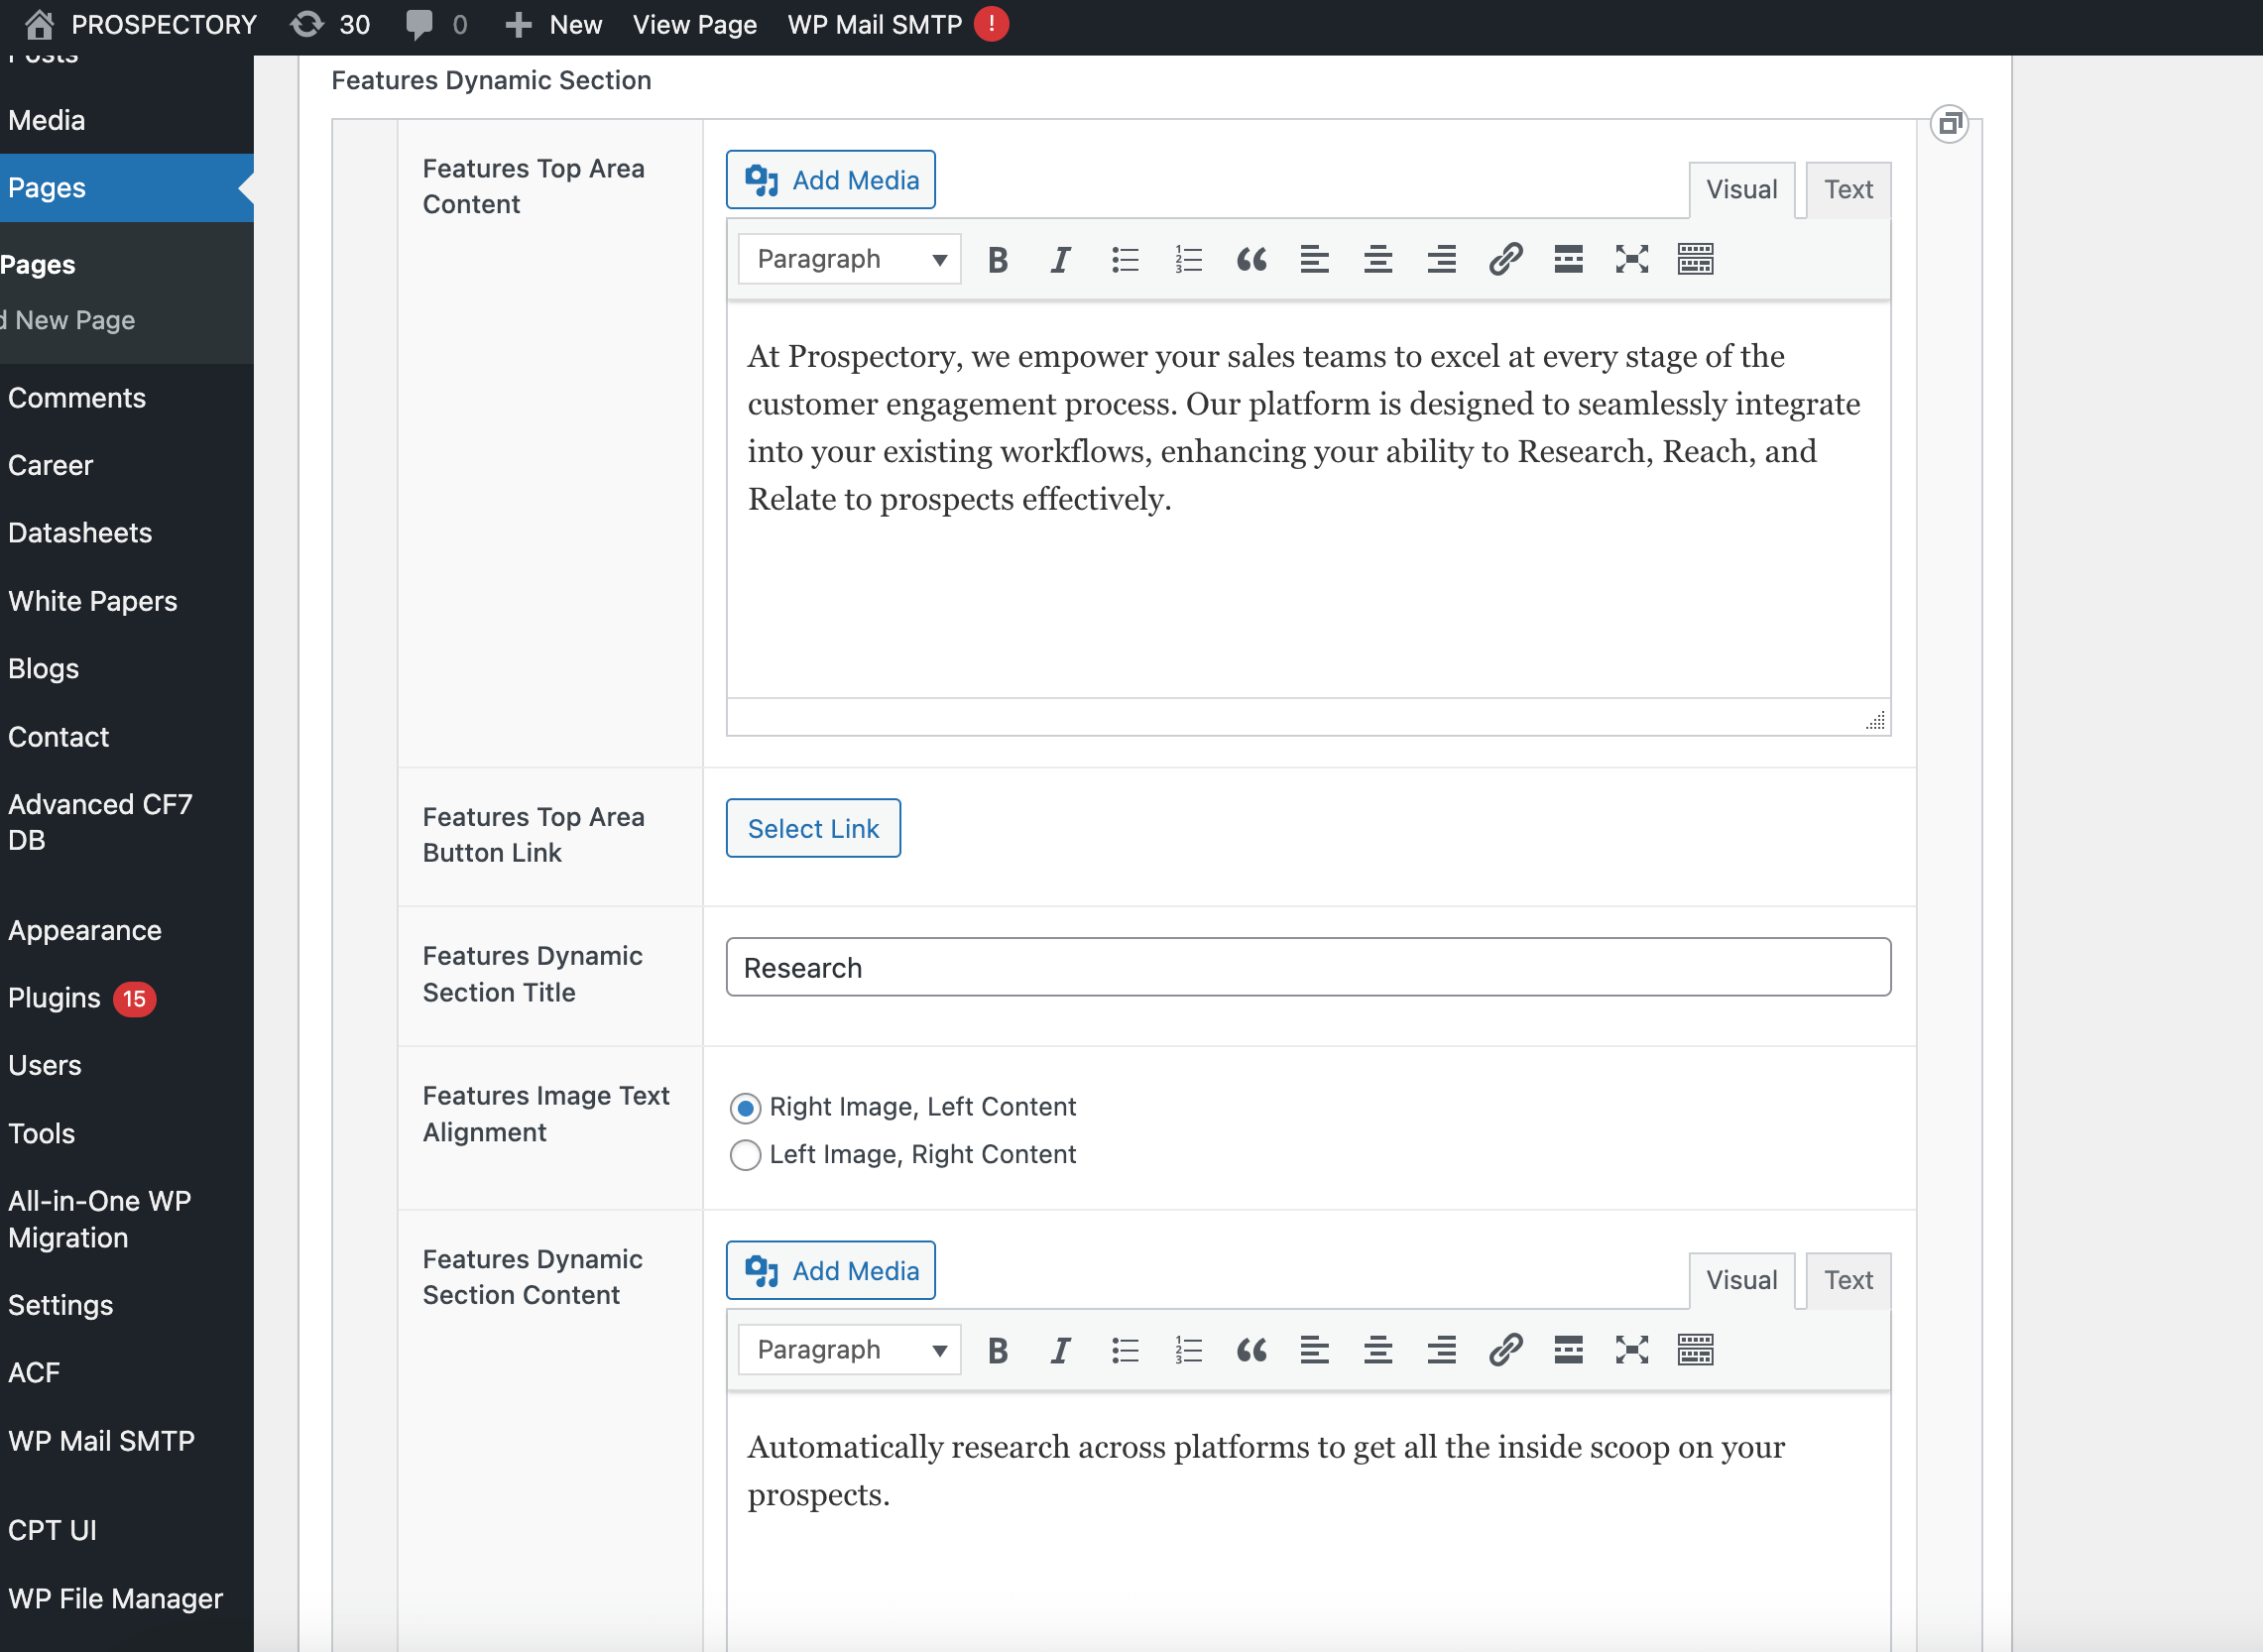 PROSPECTORY 30 0 New View Page WP Mail SMTP !
Posts
Media
Pages
Pages
d New Page
Comments
Career
Datasheets
White Papers
Blogs
Contact
Advanced CF7
DB
Appearance
Plugins 15
Users
Tools
All-in-One WP
Migration
Settings
ACF
WP Mail SMTP
CPT UI
WP File Manager
Features Dynamic Section
Features Top Area
Content
Add Media
Visual Text
Paragraph
At Prospectory, we empower your sales teams to excel at every stage of the
customer engagement process. Our platform is designed to seamlessly integrate
into your existing workflows, enhancing your ability to Research, Reach, and
Relate to prospects effectively.
Features Top Area
Button Link
Select Link
Features Dynamic
Section Title
Research
Features Image Text
Alignment
Right Image, Left Content
Left Image, Right Content
Features Dynamic
Section Content
Add Media
Visual Text
Paragraph
Automatically research across platforms to get all the inside scoop on your
prospects.